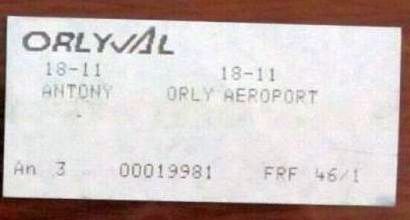 ORLYVAL
18-11 18-11
ANTONY ORLY AEROPORT
An 3 00019981 FRF 46/1